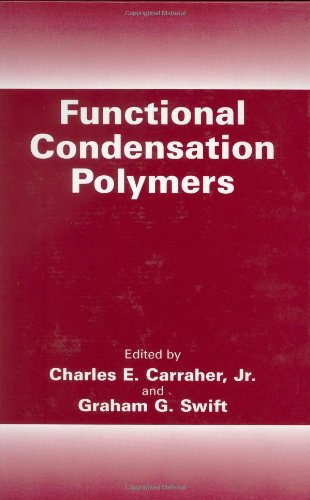 Functional
Condensation
Polymers
Edited by
Charles E. Carraher, Jr.
and
Graham G. Swift